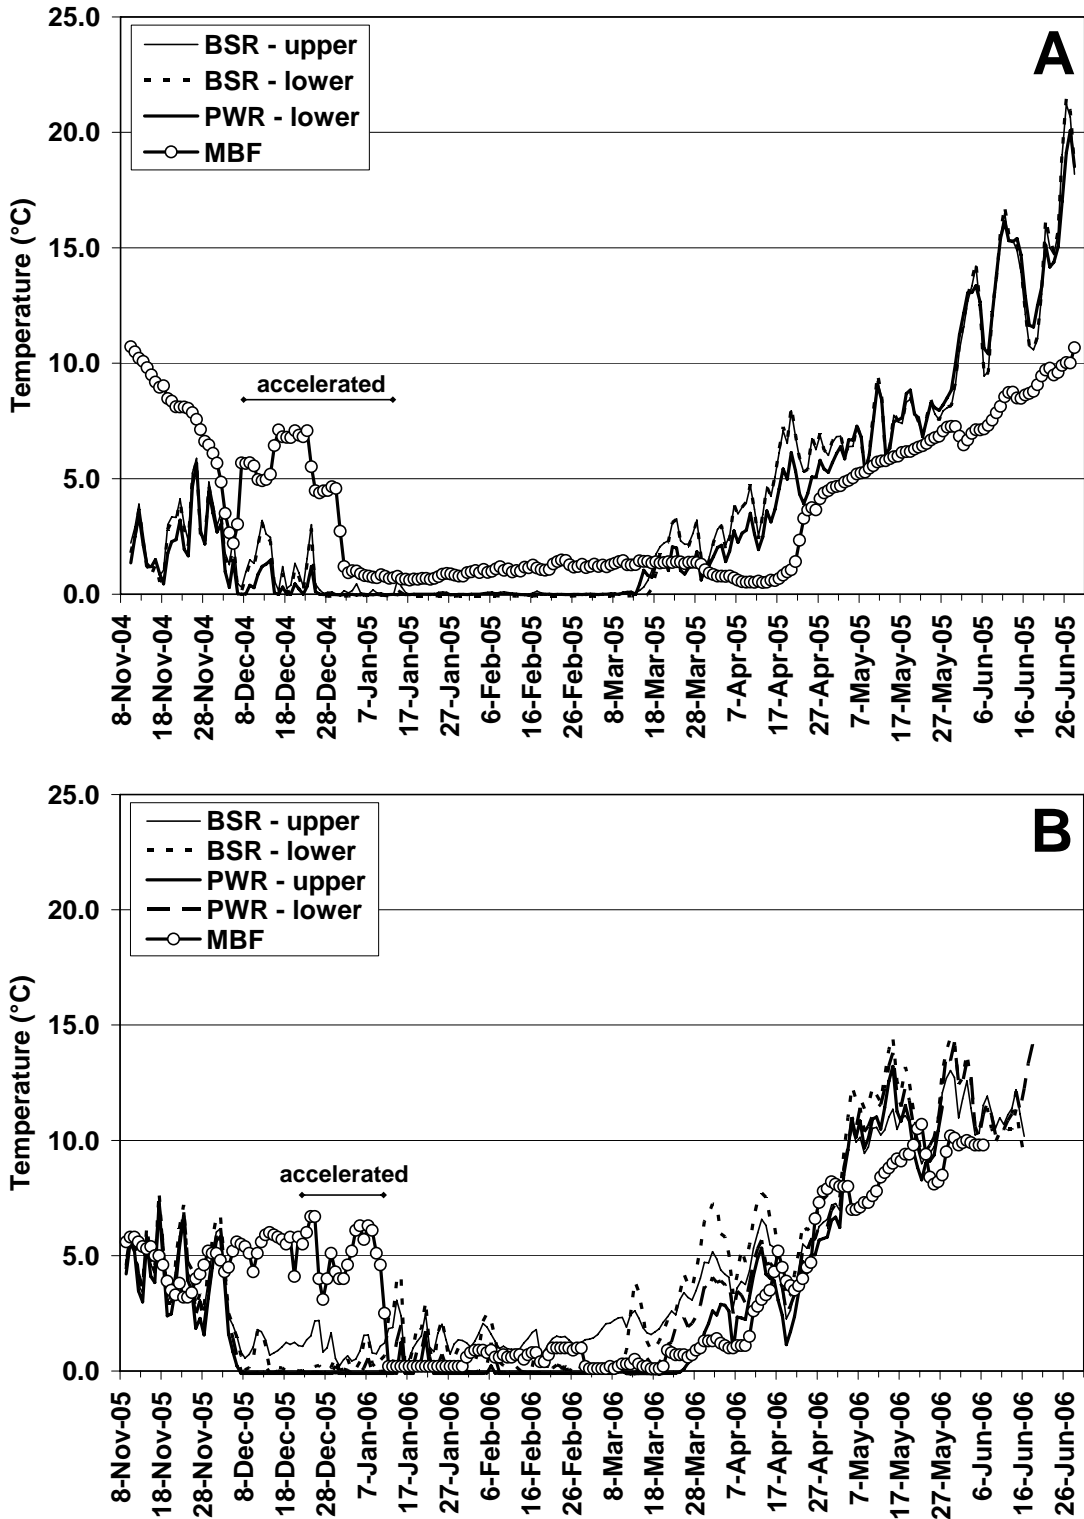 A
BSR - upper
BSR - lower
PWR - lower
MBF
accelerated
Temperature (°C)
25.0
20.0
15.0
10.0
5.0
0.0
8-Nov-04
18-Nov-04
28-Nov-04
8-Dec-04
18-Dec-04
28-Dec-04
7-Jan-05
17-Jan-05
27-Jan-05
6-Feb-05
16-Feb-05
26-Feb-05
8-Mar-05
18-Mar-05
28-Mar-05
7-Apr-05
17-Apr-05
27-Apr-05
7-May-05
17-May-05
27-May-05
6-Jun-05
16-Jun-05
26-Jun-05
B
BSR - upper
BSR - lower
PWR - upper
PWR - lower
MBF
accelerated
Temperature (°C)
25.0
20.0
15.0
10.0
5.0
0.0
8-Nov-05
18-Nov-05
28-Nov-05
8-Dec-05
18-Dec-05
28-Dec-05
7-Jan-06
17-Jan-06
27-Jan-06
6-Feb-06
16-Feb-06
26-Feb-06
8-Mar-06
18-Mar-06
28-Mar-06
7-Apr-06
17-Apr-06
27-Apr-06
7-May-06
17-May-06
27-May-06
6-Jun-06
16-Jun-06
26-Jun-06